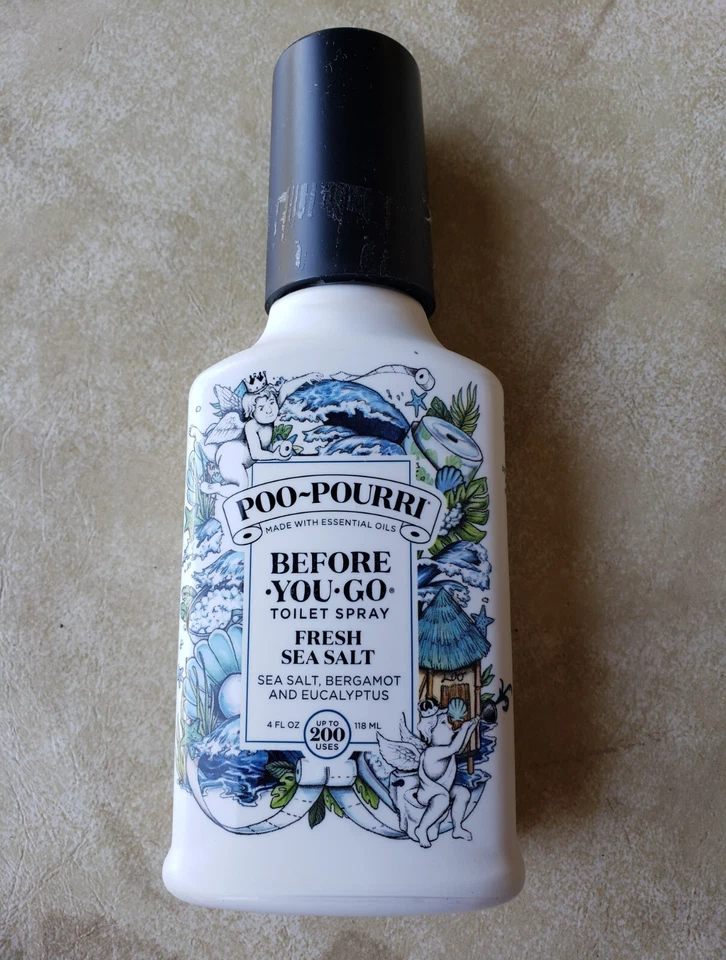 POO~POURRI
MADE WITH ESSENTIAL OILS
BEFORE
·YOU·GO®
TOILET SPRAY
FRESH
SEA SALT
SEA SALT, BERGAMOT
AND EUCALYPTUS
4 FL OZ UP TO 200 USES 118 ML